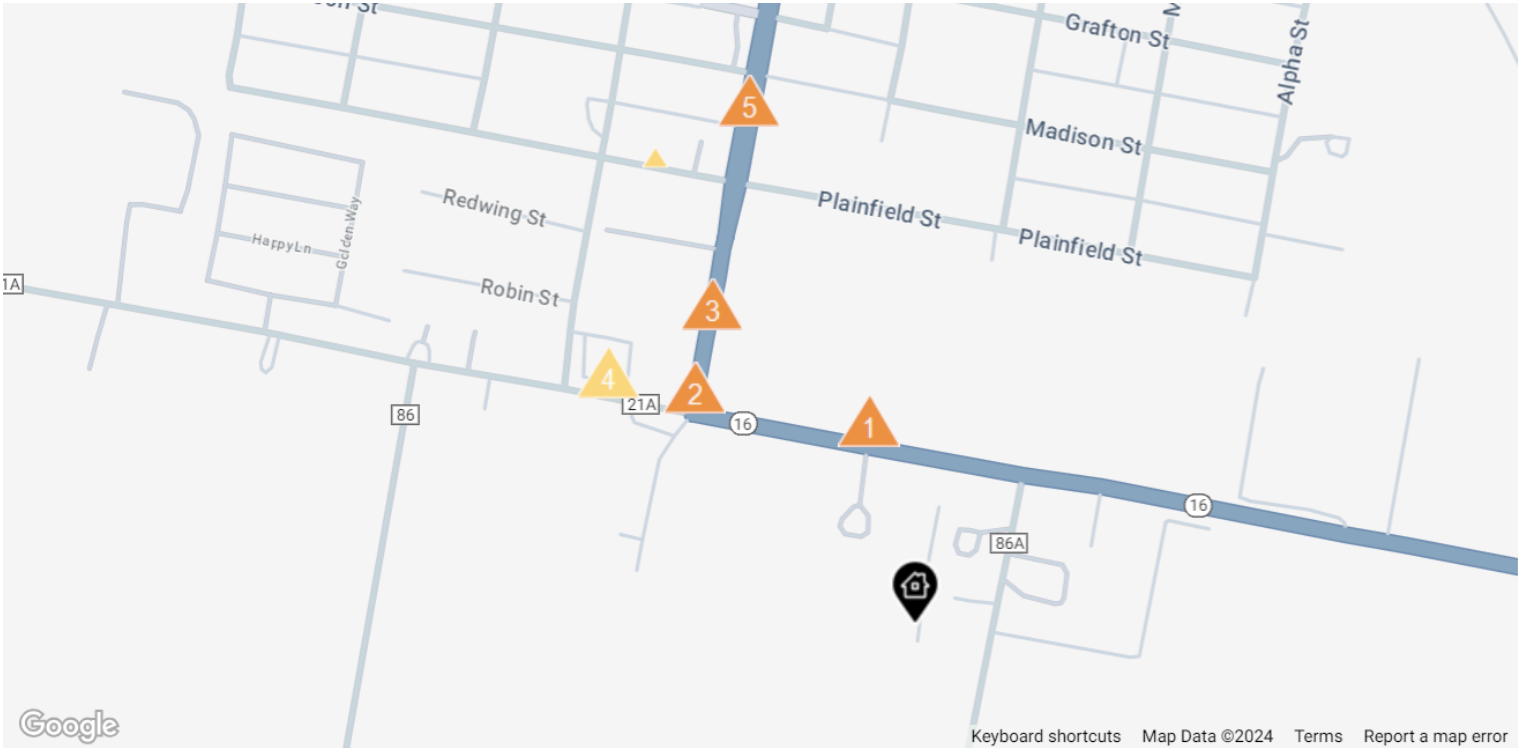 Grafton St
Alpha St
5
Madison St
Redwing St
Plainfield St
Plainfield St
Happy Ln
Golden Way
1A
Robin St
3
4
21A
2
16
1
86
16
86A
Google
Keyboard shortcuts Map Data ©2024 Terms Report a map error